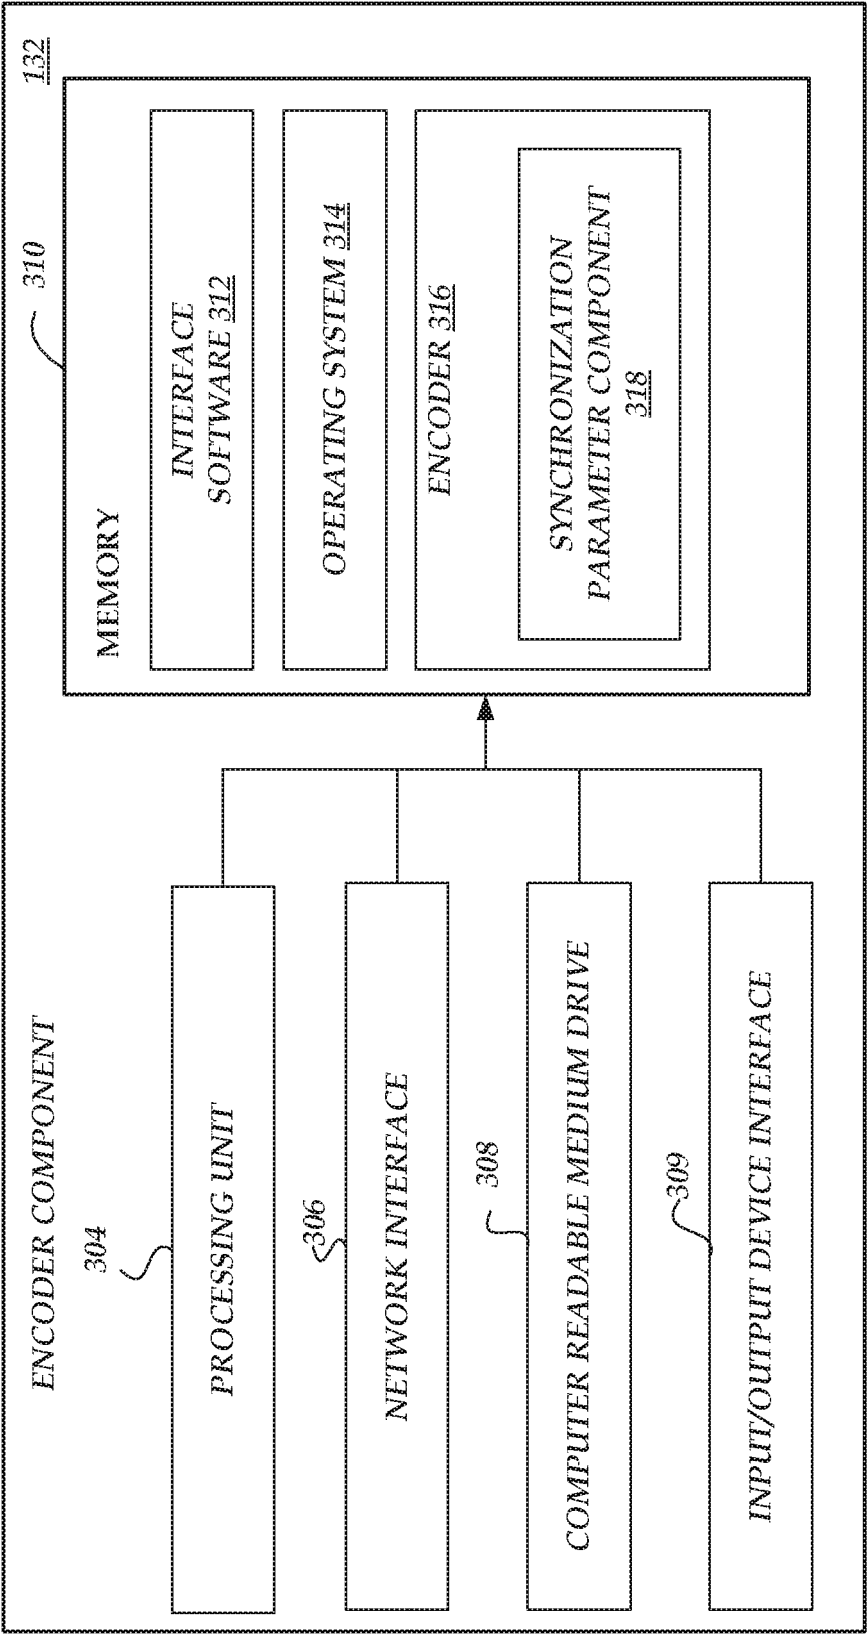 ENCODER COMPONENT
132
304
PROCESSING UNIT
306
NETWORK INTERFACE
308
COMPUTER READABLE MEDIUM DRIVE
309
INPUT/OUTPUT DEVICE INTERFACE
310
MEMORY
INTERFACE
SOFTWARE 312
OPERATING SYSTEM 314
ENCODER 316
SYNCHRONIZATION
PARAMETER COMPONENT
318